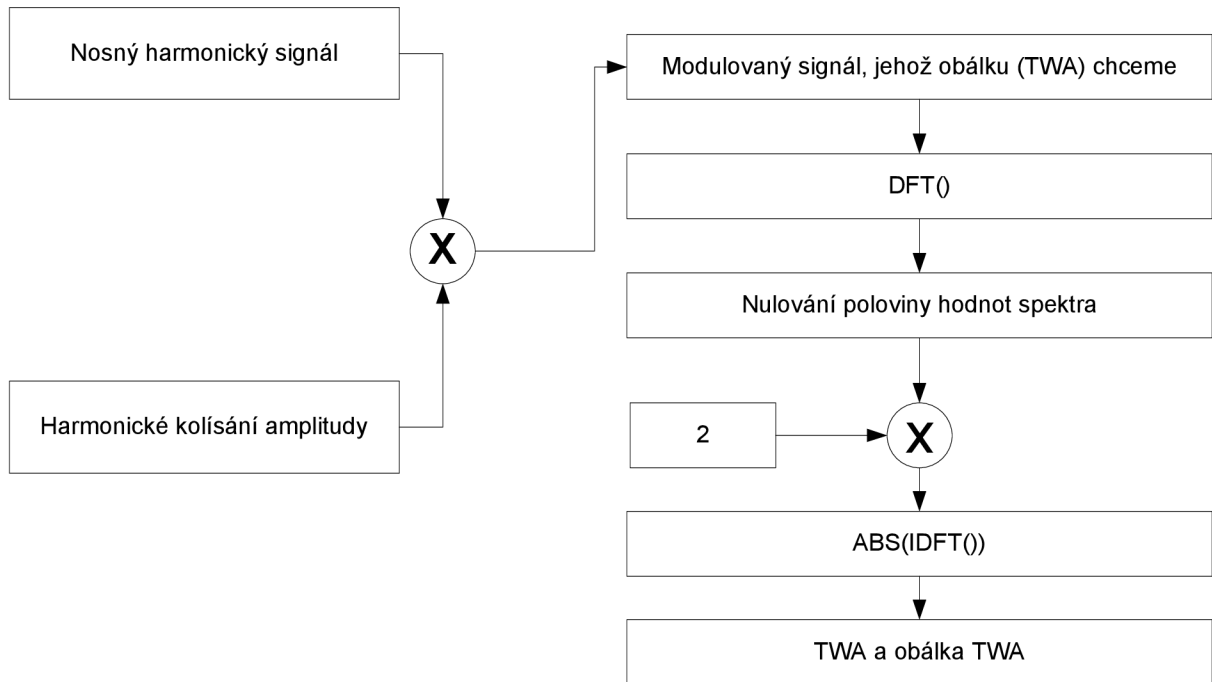 Nosný harmonický signál
Modulovaný signál, jehož obálku (TWA) chceme
DFT()
X
Nulování poloviny hodnot spektra
Harmonické kolísání amplitudy
2
X
ABS(IDFT())
TWA a obálka TWA